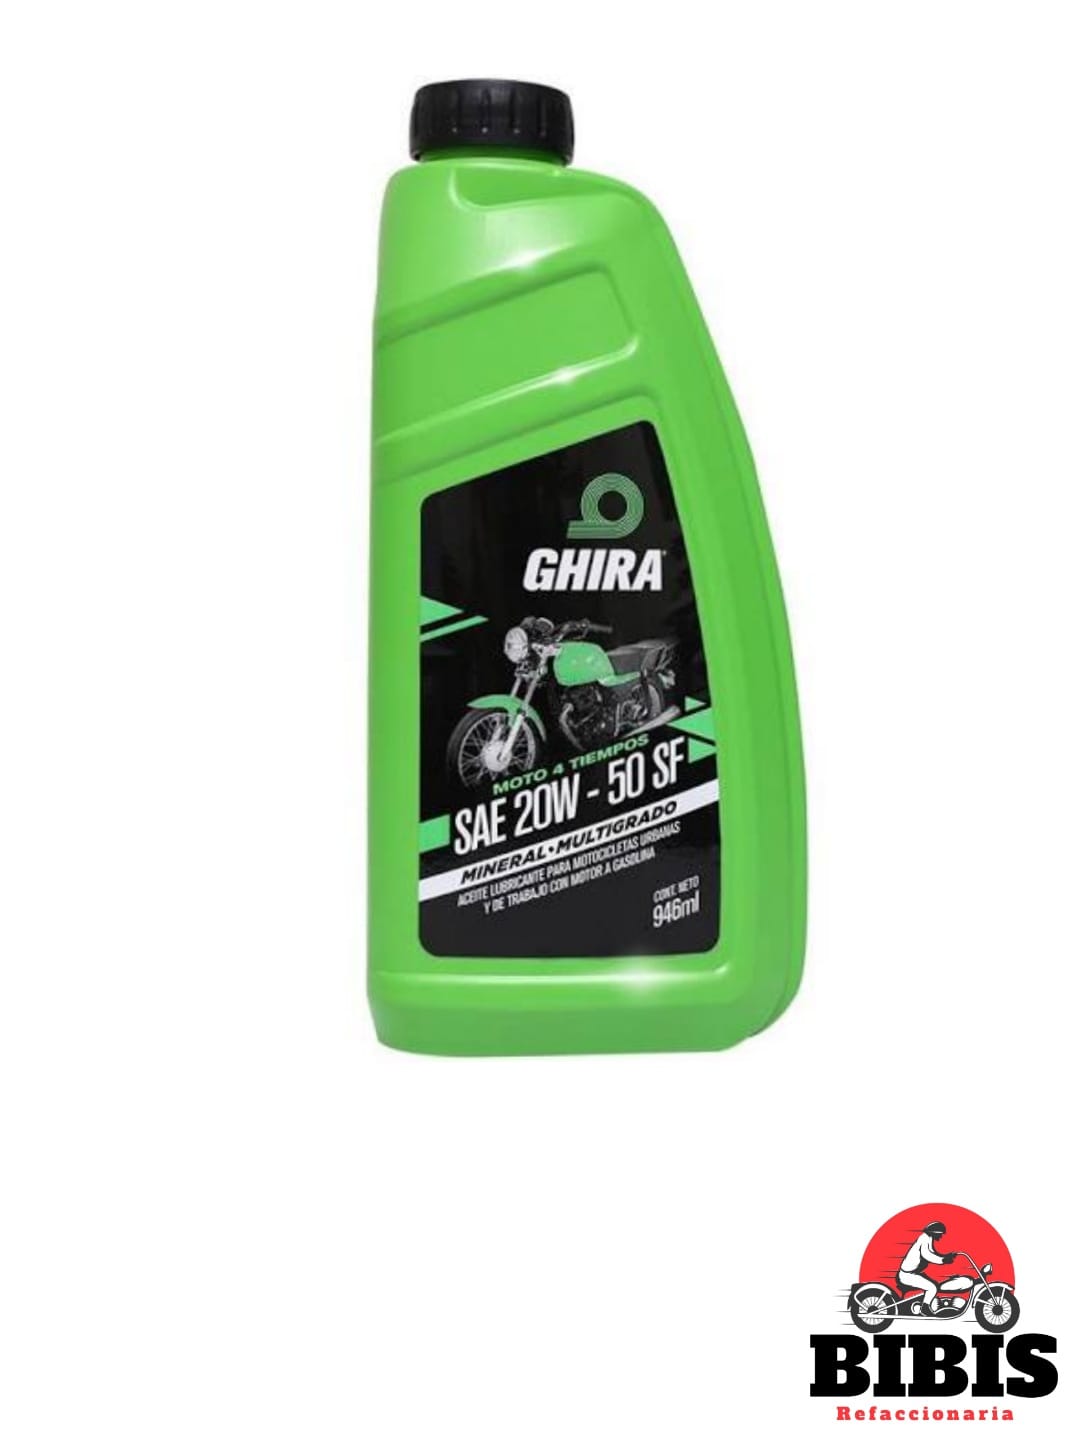 GHIRA
MOTO 4 TIEMPOS
SAE 20W - 50 SF
MINERAL • MULTIGRADO
ACEITE LUBRICANTE PARA MOTOCICLETAS URBANAS
Y DE TRABAJO CON MOTOR A GASOLINA
CONT. NETO
946ml
BIBIS
Refaccionaria